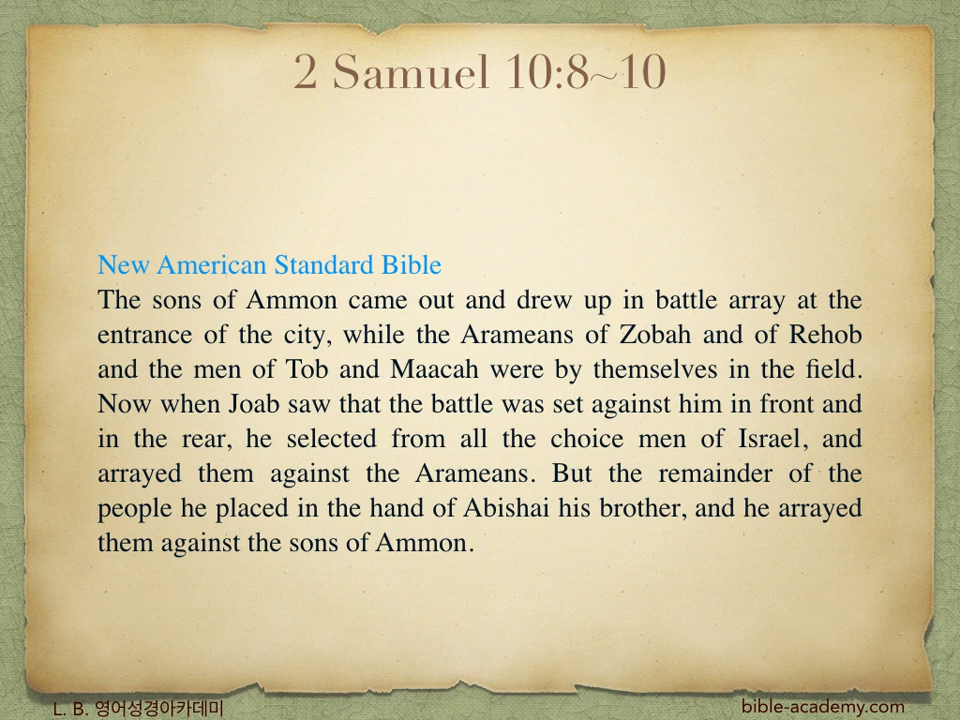 2 Samuel 10:8~10
New American Standard Bible
The sons of Ammon came out and drew up in battle array at the
entrance of the city, while the Arameans of Zobah and of Rehob
and the men of Tob and Maacah were by themselves in the field.
Now when Joab saw that the battle was set against him in front and
in the rear, he selected from all the choice men of Israel, and
arrayed them against the Arameans. But the remainder of the
people he placed in the hand of Abishai his brother, and he arrayed
them against the sons of Ammon.
L. B. 영어성경아카데미
bible-academy.com